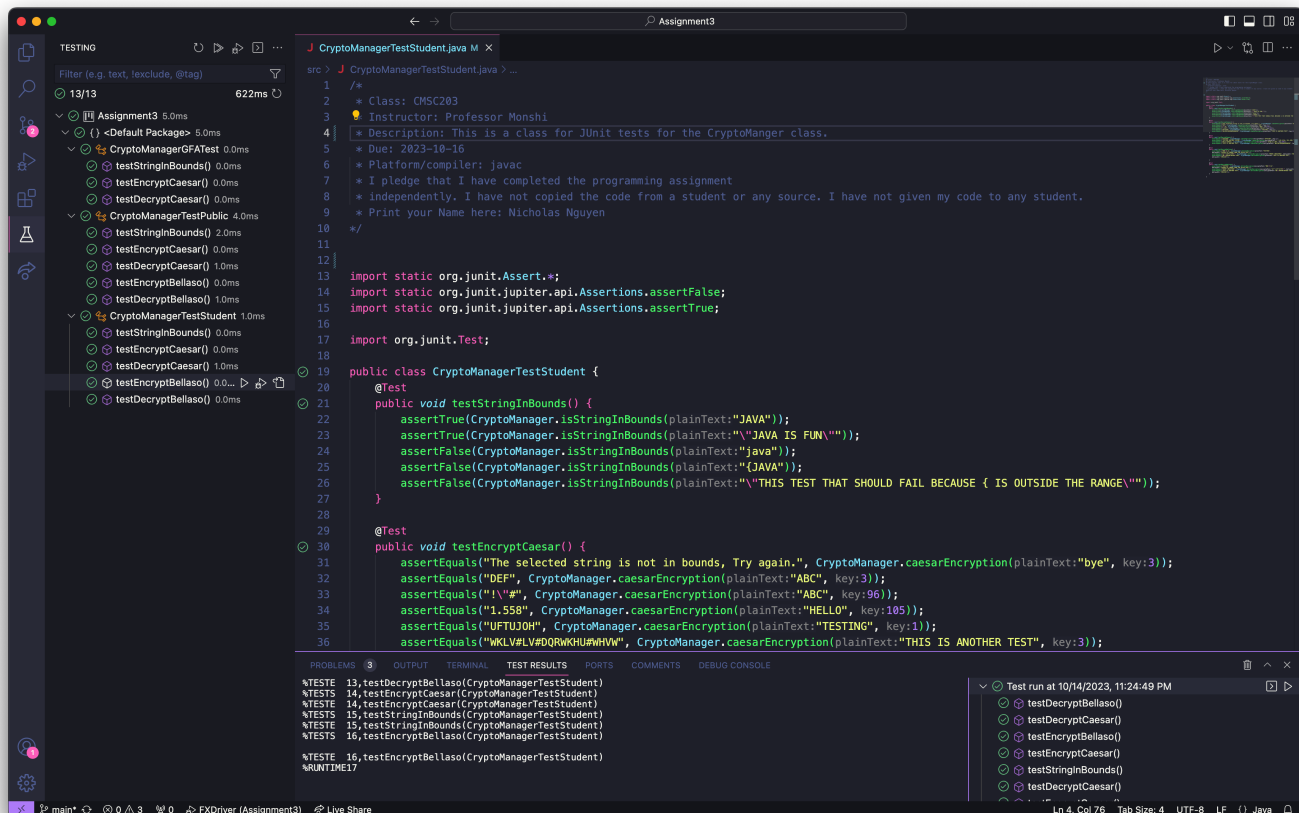 Assignment3
TESTING
Filter (e.g. text, !exclude, @tag)
13/13
622ms
Assignment3 5.0ms
{} <Default Package> 5.0ms
CryptoManagerGFATest 0.0ms
testStringInBounds() 0.0ms
testEncryptCaesar() 0.0ms
testDecryptCaesar() 0.0ms
CryptoManagerTestPublic 4.0ms
testStringInBounds() 2.0ms
testEncryptCaesar() 0.0ms
testDecryptCaesar() 1.0ms
testEncryptBellaso() 0.0ms
testDecryptBellaso() 1.0ms
CryptoManagerTestStudent 1.0ms
testStringInBounds() 0.0ms
testEncryptCaesar() 0.0ms
testDecryptCaesar() 1.0ms
testEncryptBellaso() 0.0...
testDecryptBellaso() 0.0ms
2
1
J CryptoManagerTestStudent.java M
src > J CryptoManagerTestStudent.java > ...
1 /*
2 * Class: CMSC203
3 * Instructor: Professor Monshi
4 * Description: This is a class for JUnit tests for the CryptoManger class.
5 * Due: 2023-10-16
6 * Platform/compiler: javac
7 * I pledge that I have completed the programming assignment
8 * independently. I have not copied the code from a student or any source. I have not given my code to any student.
9 * Print your Name here: Nicholas Nguyen
10 */
11
12
13 import static org.junit.Assert.*;
14 import static org.junit.jupiter.api.Assertions.assertFalse;
15 import static org.junit.jupiter.api.Assertions.assertTrue;
16
17 import org.junit.Test;
18
19 public class CryptoManagerTestStudent {
20 @Test
21 public void testStringInBounds() {
22 assertTrue(CryptoManager.isStringInBounds(plainText:"JAVA"));
23 assertTrue(CryptoManager.isStringInBounds(plainText:"\"JAVA IS FUN\""));
24 assertFalse(CryptoManager.isStringInBounds(plainText:"java"));
25 assertFalse(CryptoManager.isStringInBounds(plainText:"{JAVA"));
26 assertFalse(CryptoManager.isStringInBounds(plainText:"\"THIS TEST THAT SHOULD FAIL BECAUSE { IS OUTSIDE THE RANGE\""));
27 }
28
29 @Test
30 public void testEncryptCaesar() {
31 assertEquals("The selected string is not in bounds, Try again.", CryptoManager.caesarEncryption(plainText:"bye", key:3));
32 assertEquals("DEF", CryptoManager.caesarEncryption(plainText:"ABC", key:3));
33 assertEquals("!\"#", CryptoManager.caesarEncryption(plainText:"ABC", key:96));
34 assertEquals("1.558", CryptoManager.caesarEncryption(plainText:"HELLO", key:105));
35 assertEquals("UFTUJOH", CryptoManager.caesarEncryption(plainText:"TESTING", key:1));
36 assertEquals("WKLV#LV#DQRWKHU#WHVW", CryptoManager.caesarEncryption(plainText:"THIS IS ANOTHER TEST", key:3));
PROBLEMS 3 OUTPUT TERMINAL TEST RESULTS PORTS COMMENTS DEBUG CONSOLE
%TESTE 13,testDecryptBellaso(CryptoManagerTestStudent)
%TESTS 14,testEncryptCaesar(CryptoManagerTestStudent)
%TESTE 14,testEncryptCaesar(CryptoManagerTestStudent)
%TESTS 15,testStringInBounds(CryptoManagerTestStudent)
%TESTE 15,testStringInBounds(CryptoManagerTestStudent)
%TESTS 16,testEncryptBellaso(CryptoManagerTestStudent)
%TESTE 16,testEncryptBellaso(CryptoManagerTestStudent)
%RUNTIME17
Test run at 10/14/2023, 11:24:49 PM
testDecryptBellaso()
testDecryptCaesar()
testEncryptBellaso()
testEncryptCaesar()
testStringInBounds()
testDecryptCaesar()
main* 0 3 0 FXDriver (Assignment3) Live Share Ln 4, Col 76 Tab Size: 4 UTF-8 LF {} Java